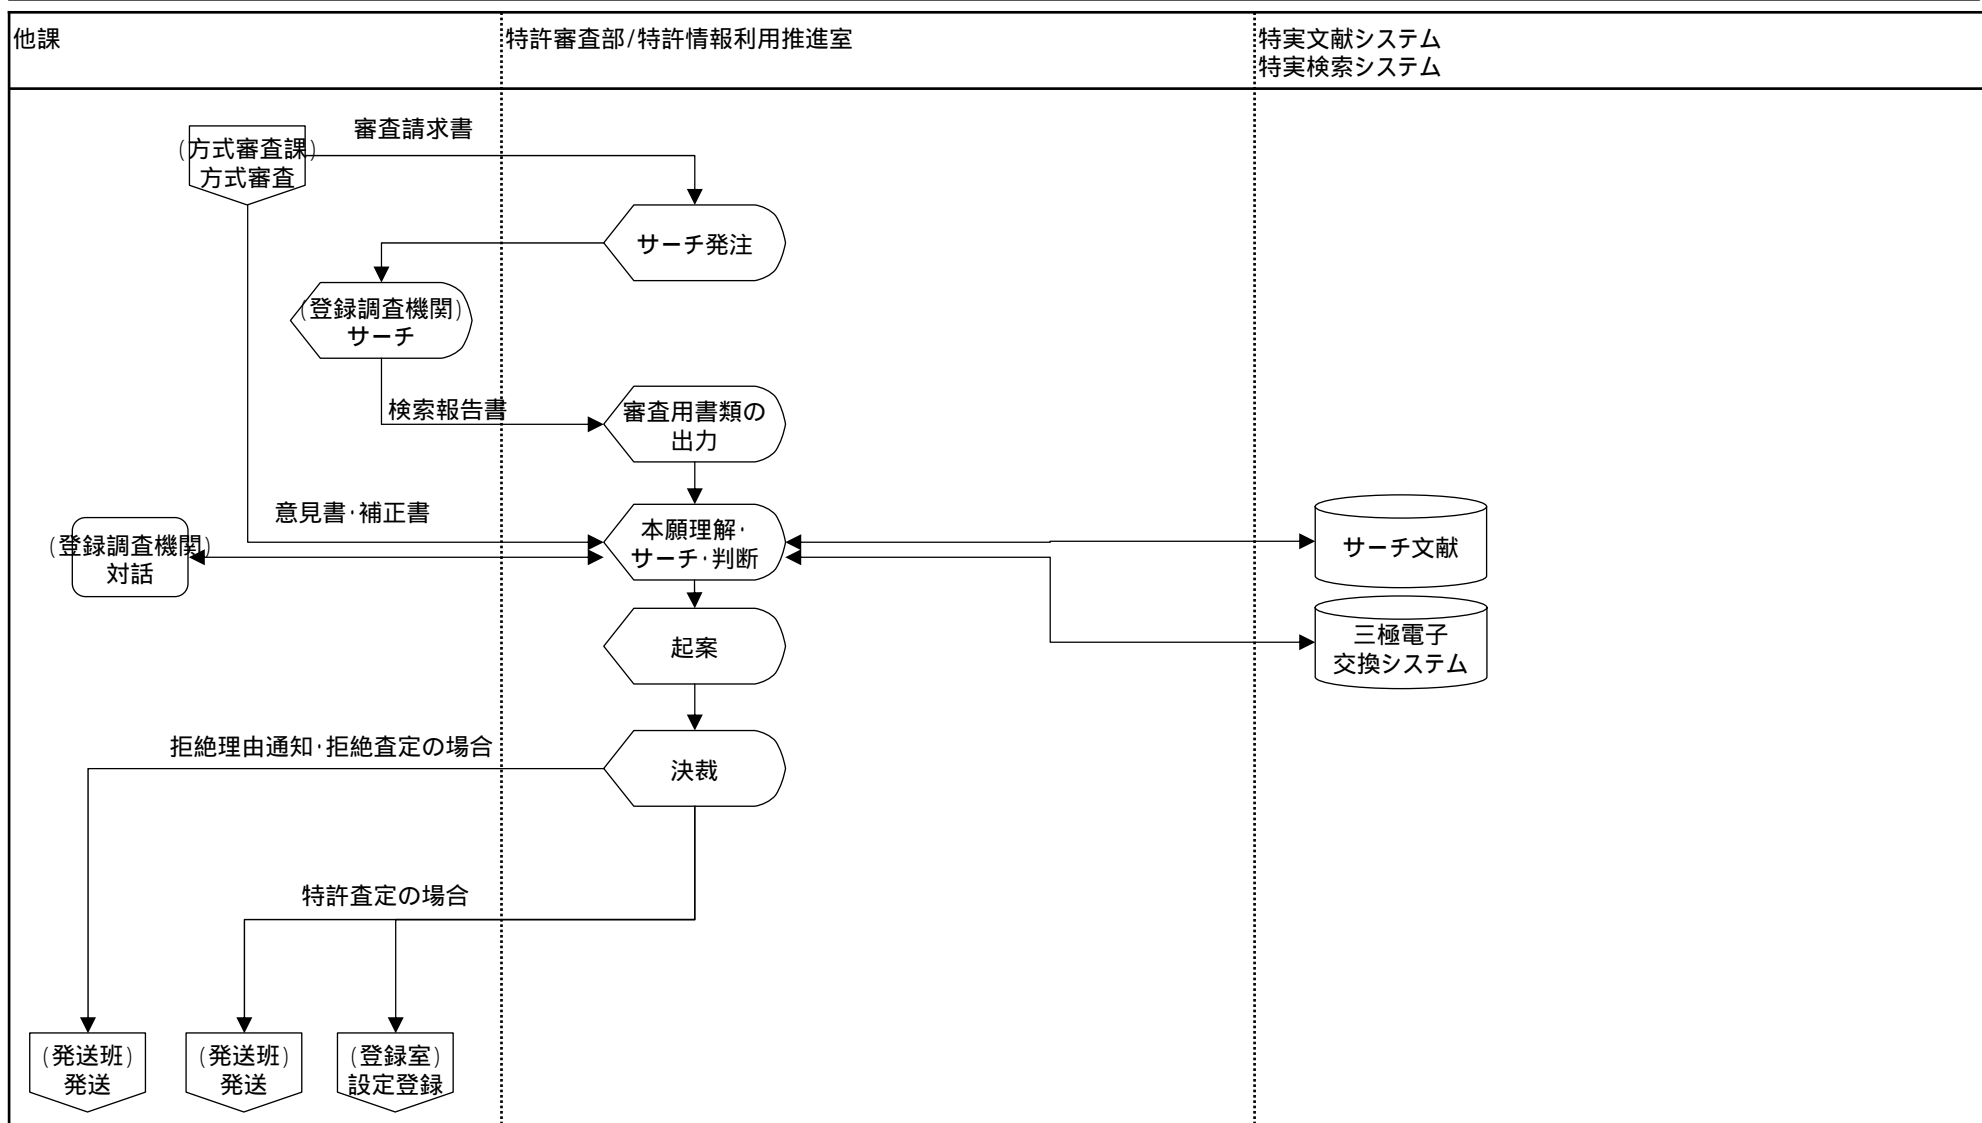 他課
特許審査部/特許情報利用推進室
特実文献システム
特実検索システム
審査請求書
(方式審査課)
方式審査
サーチ発注
(登録調査機関)
サーチ
検索報告書
審査用書類の
出力
意見書・補正書
本願理解・
サーチ・判断
(登録調査機関)
対話
サーチ文献
起案
三極電子
交換システム
拒絶理由通知・拒絶査定の場合
決裁
特許査定の場合
(発送班)
発送
(発送班)
発送
(登録室)
設定登録